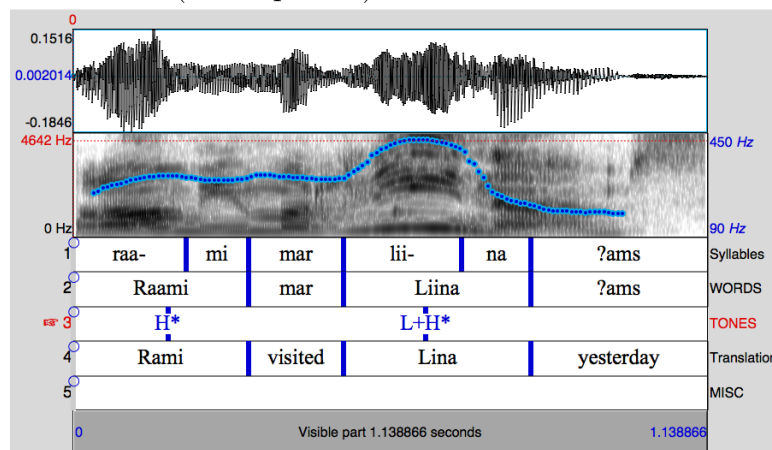 0
0.1516
0.002014
-0.1846
4642 Hz 450 Hz
0 Hz 90 Hz
1 raa- mi mar lii- na ?ams Syllables
2 Raami mar Liina ?ams WORDS
3 H* L+H* TONES
4 Rami visited Lina yesterday Translation
5 MISC
0 Visible part 1.138866 seconds 1.138866